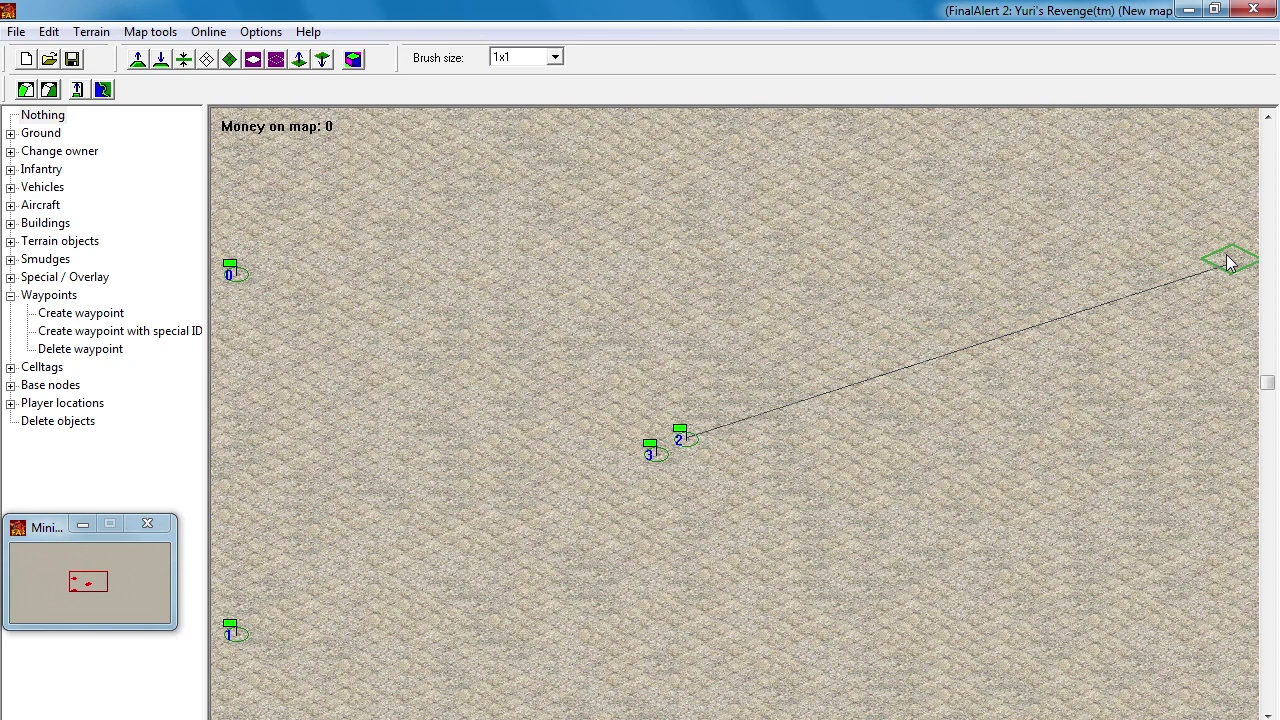 (FinalAlert 2: Yuri's Revenge(tm) (New map
File Edit Terrain Map tools Online Options Help
Brush size: 1x1
Nothing
Ground
Change owner
Infantry
Vehicles
Aircraft
Buildings
Terrain objects
Smudges
Special / Overlay
Waypoints
Create waypoint
Create waypoint with special ID
Delete waypoint
Celltags
Base nodes
Player locations
Delete objects
Mini...
Money on map: 0
0
2
3
1